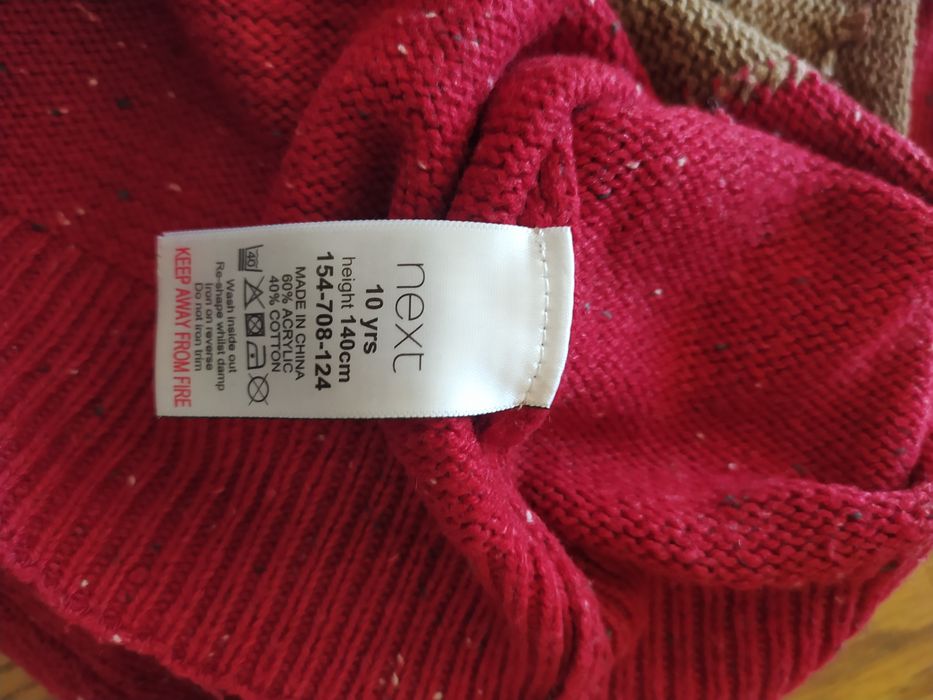 next
10 yrs
height 140cm
154-708-124
MADE IN CHINA
60% ACRYLIC
40% COTTON
40
Wash inside out
Re-shape whilst damp
Iron on reverse
Do not iron trim
KEEP AWAY FROM FIRE